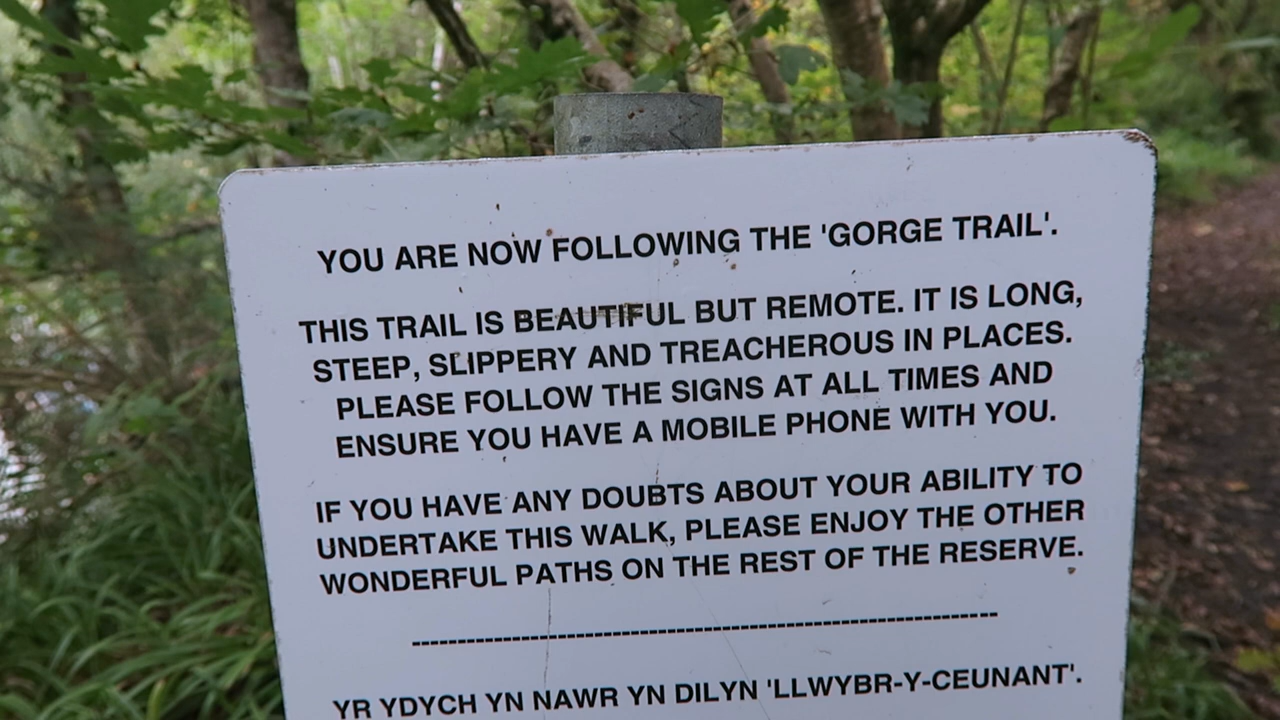 YOU ARE NOW FOLLOWING THE 'GORGE TRAIL'.
THIS TRAIL IS BEAUTIFUL BUT REMOTE. IT IS LONG,
STEEP, SLIPPERY AND TREACHEROUS IN PLACES.
PLEASE FOLLOW THE SIGNS AT ALL TIMES AND
ENSURE YOU HAVE A MOBILE PHONE WITH YOU.
IF YOU HAVE ANY DOUBTS ABOUT YOUR ABILITY TO
UNDERTAKE THIS WALK, PLEASE ENJOY THE OTHER
WONDERFUL PATHS ON THE REST OF THE RESERVE.
YR YDYCH YN NAWR YN DILYN 'LLWYBR-Y-CEUNANT'.